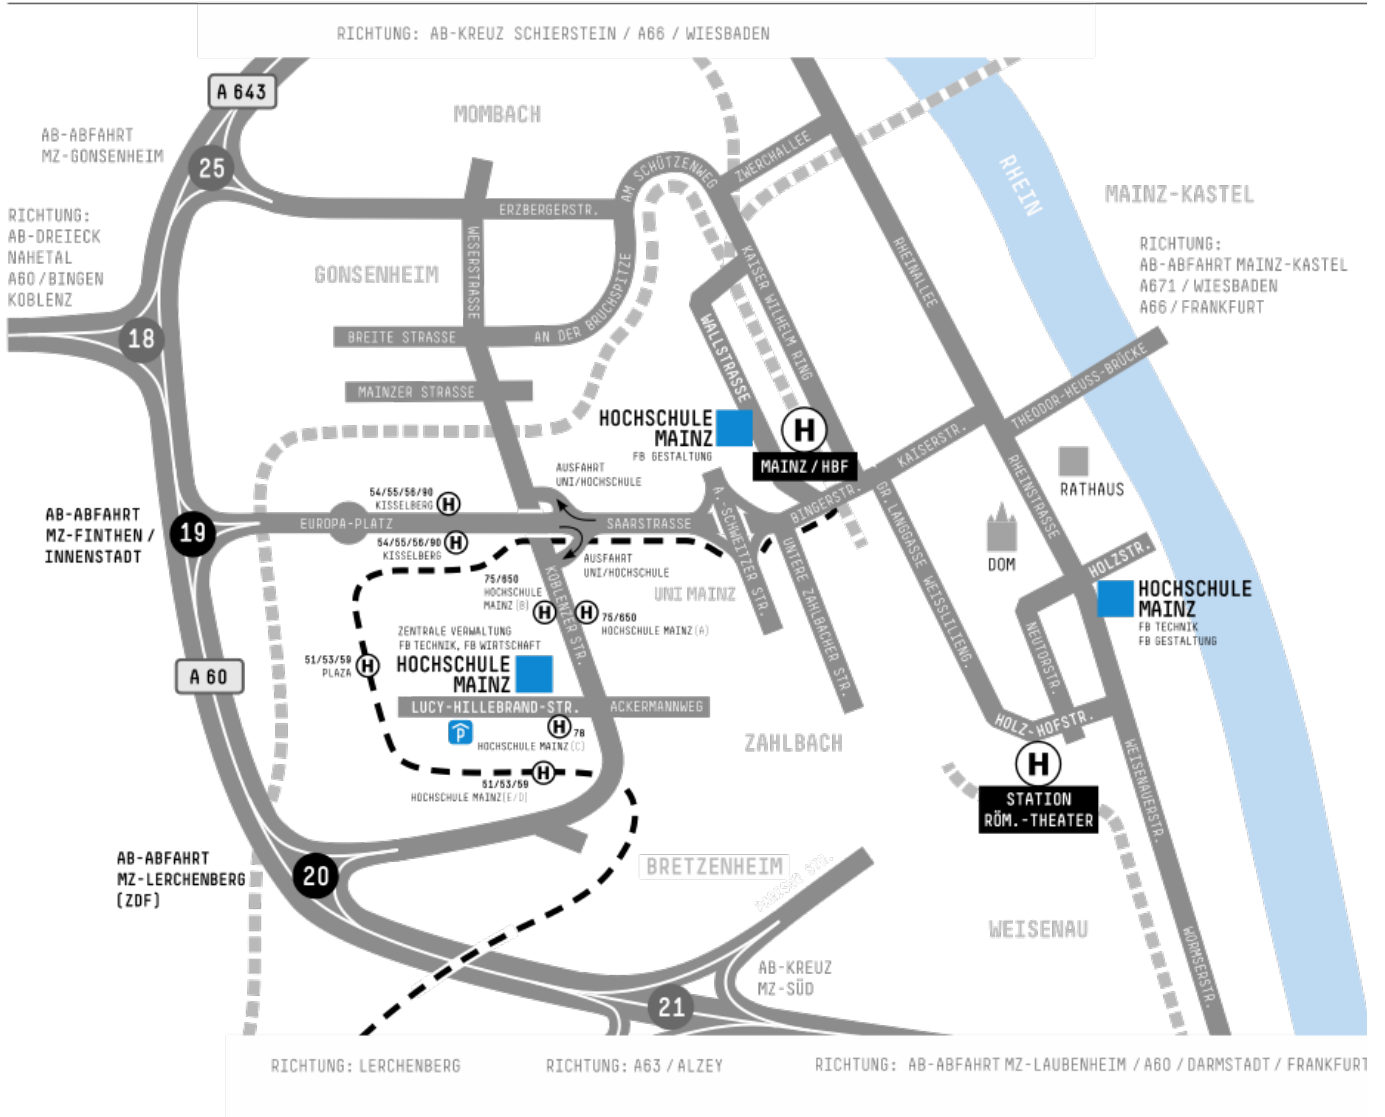 RICHTUNG: AB-KREUZ SCHIERSTEIN / A66 / WIESBADEN
A 643
MOMBACH
AB-ABFAHRT
MZ-GONSENHEIM
25
AM SCHÜTZENWEG
ZWERCHALLEE
RHEIN
MAINZ-KASTEL
RICHTUNG:
AB-DREIECK
NAHETAL
A60/BINGEN
KOBLENZ
ERZBERGERSTR.
WESERSTRASSE
GONSENHEIM
RHEINALLEE
RICHTUNG:
AB-ABFAHRT MAINZ-KASTEL
A671 / WIESBADEN
A66 / FRANKFURT
18
BREITE STRASSE
AN DER BRUCHSPITZE
KAISER WILHELM RING
WALLSTRASSE
MAINZER STRASSE
THEODOR-HEUSS-BRÜCKE
HOCHSCHULE
MAINZ
FB GESTALTUNG
H
MAINZ / HBF
KAISERSTR.
RHEINSTRASSE
RATHAUS
AUSFAHRT
UNI/HOCHSCHULE
54/55/56/90
KISSELBERG
H
AB-ABFAHRT
MZ-FINTHEN /
INNENSTADT
19
EUROPA-PLATZ
SAARSTRASSE
A.-SCHWEITZER STR.
BINGERSTR.
GR. LANGGASSE WEISSLILIENG.
54/55/56/90
KISSELBERG
H
AUSFAHRT
UNI/HOCHSCHULE
UNTERE ZAHLBACHER STR.
DOM
HOLZSTR.
KOBLENZER STR.
UNI MAINZ
75/650
HOCHSCHULE
MAINZ (B)
H
H
75/650
HOCHSCHULE MAINZ (A)
HOCHSCHULE
MAINZ
FB TECHNIK
FB GESTALTUNG
NEUTORSTR.
ZENTRALE VERWALTUNG
FB TECHNIK, FB WIRTSCHAFT
HOCHSCHULE
MAINZ
51/53/59
PLAZA
H
A 60
LUCY-HILLEBRAND-STR.
ACKERMANNWEG
P
H
78
HOCHSCHULE MAINZ (C)
ZAHLBACH
HOLZ-HOFSTR.
H
STATION
RÖM.-THEATER
WEISENAUERSTR.
51/53/59
H
HOCHSCHULE MAINZ (E/D)
AB-ABFAHRT
MZ-LERCHENBERG
(ZDF)
20
BRETZENHEIM
WEISENAU
WORMSERSTR.
AB-KREUZ
MZ-SÜD
21
RICHTUNG: LERCHENBERG
RICHTUNG: A63 / ALZEY
RICHTUNG: AB-ABFAHRT MZ-LAUBENHEIM / A60 / DARMSTADT / FRANKFURT